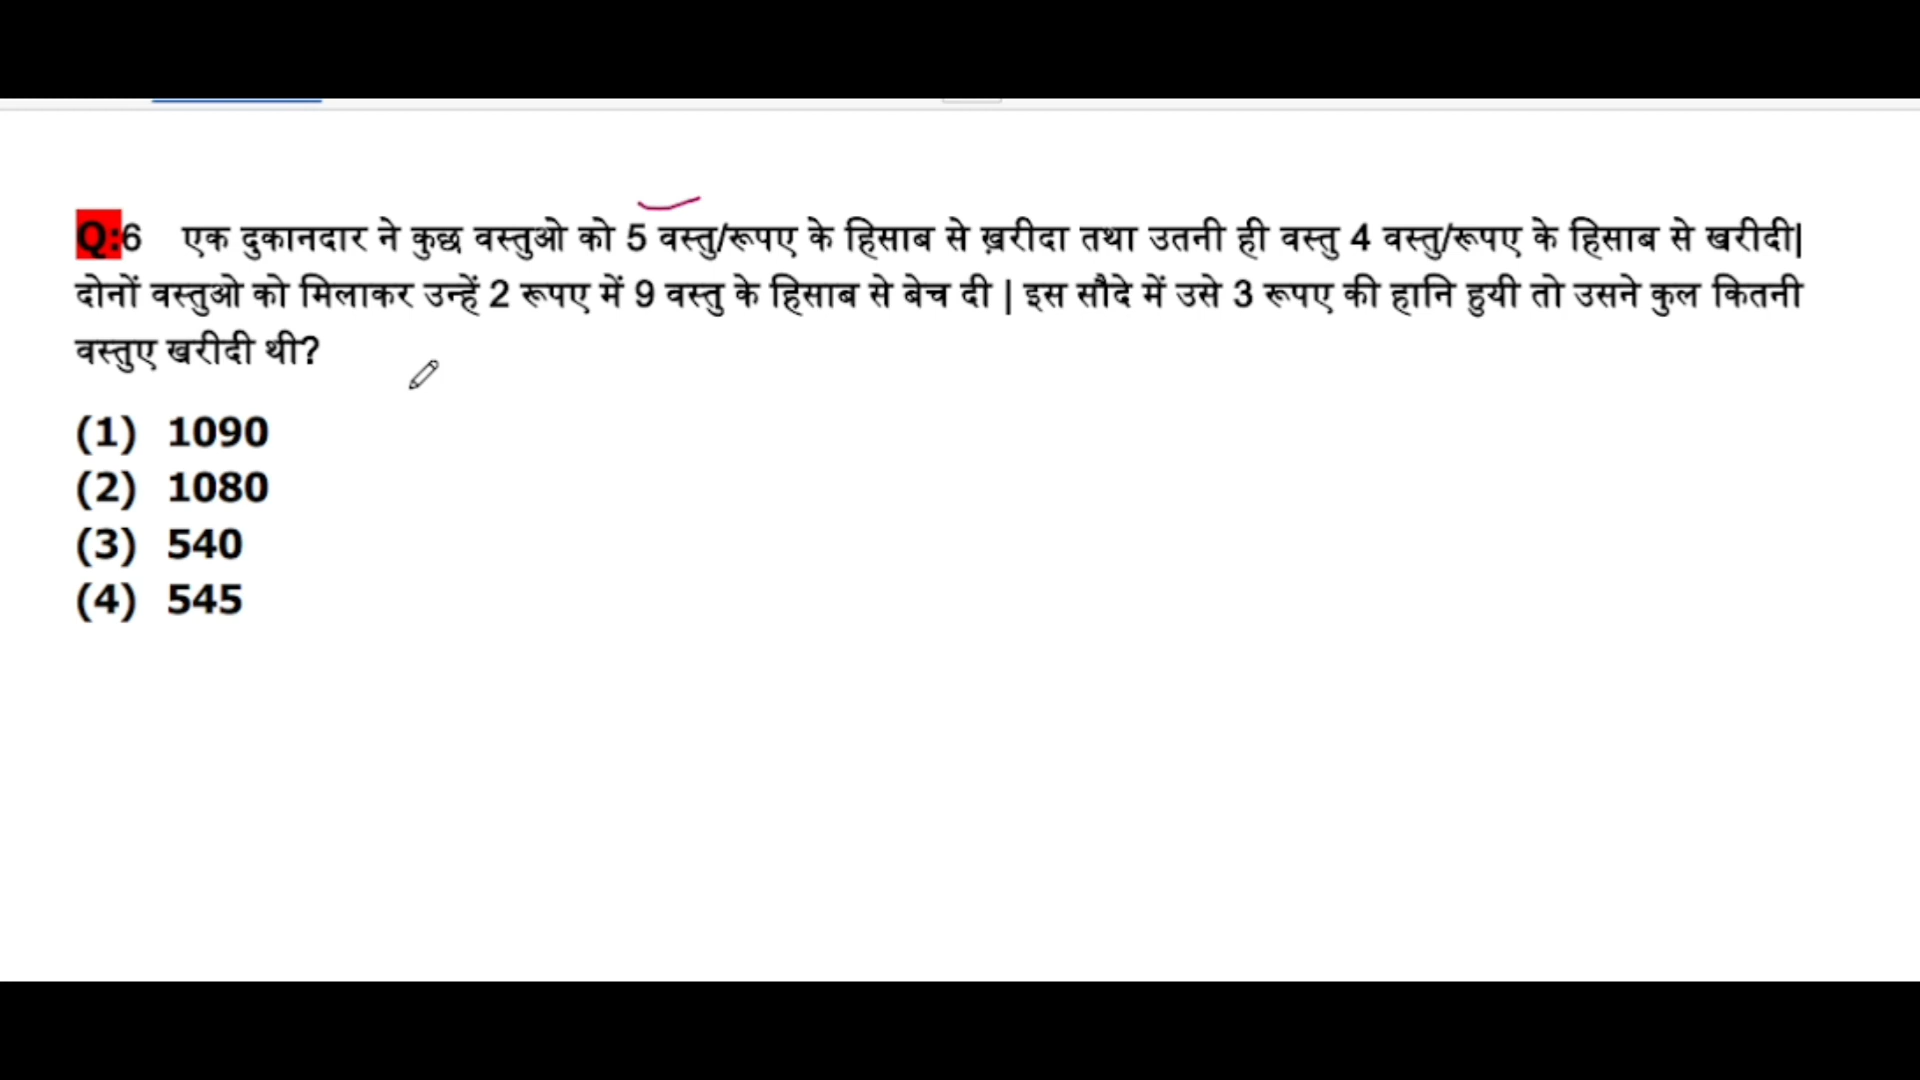 Q:6 एक दुकानदार ने कुछ वस्तुओ को 5 वस्तु/रूपए के हिसाब से ख़रीदा तथा उतनी ही वस्तु 4 वस्तु/रूपए के हिसाब से खरीदी|
दोनों वस्तुओ को मिलाकर उन्हें 2 रूपए में 9 वस्तु के हिसाब से बेच दी | इस सौदे में उसे 3 रूपए की हानि हुयी तो उसने कुल कितनी
वस्तुए खरीदी थी?
(1) 1090
(2) 1080
(3) 540
(4) 545